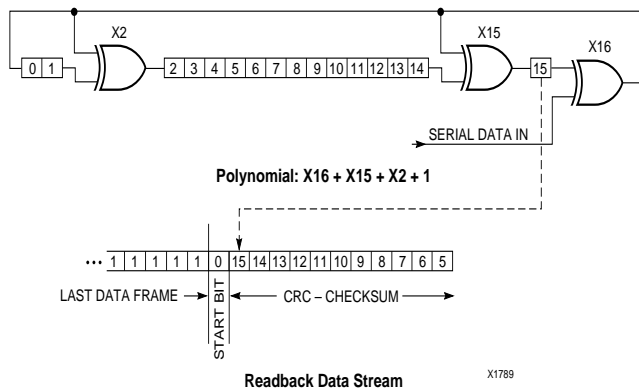 X2 X15 X16
0 1 2 3 4 5 6 7 8 9 10 11 12 13 14 15
SERIAL DATA IN
Polynomial: X16 + X15 + X2 + 1
••• 1 1 1 1 1 0 15 14 13 12 11 10 9 8 7 6 5
LAST DATA FRAME CRC – CHECKSUM
START BIT
Readback Data Stream
X1789